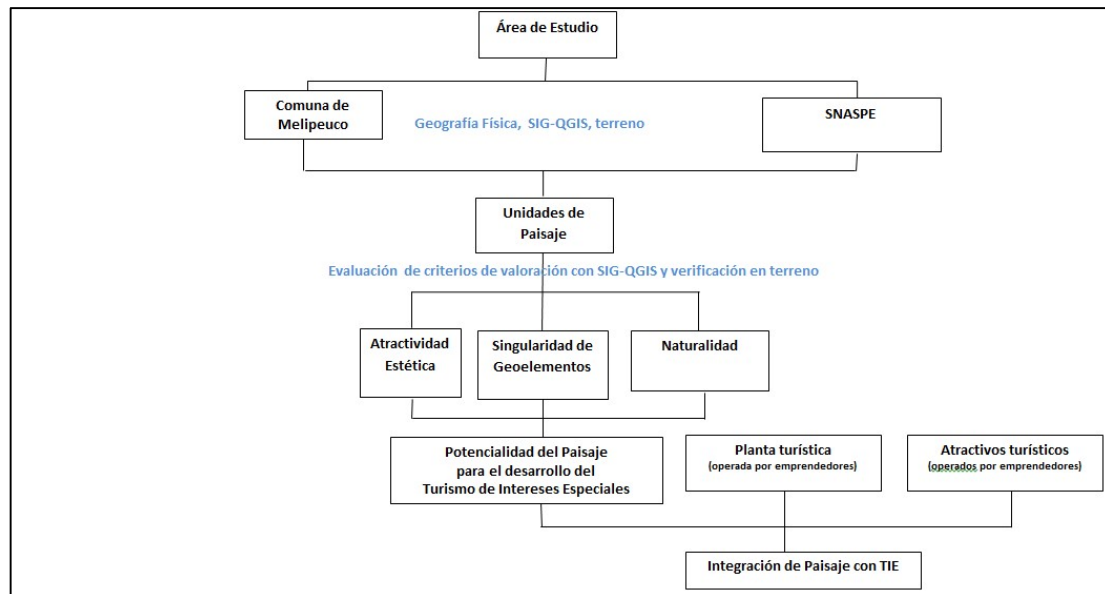 Área de Estudio
Comuna de
Melipeuco
Geografía Física, SIG-QGIS, terreno
SNASPE
Unidades de
Paisaje
Evaluación de criterios de valoración con SIG-QGIS y verificación en terreno
Atractividad
Estética
Singularidad de
Geoelementos
Naturalidad
Potencialidad del Paisaje
para el desarrollo del
Turismo de Intereses Especiales
Planta turística
(operada por emprendedores)
Atractivos turísticos
(operados por emprendedores)
Integración de Paisaje con TIE